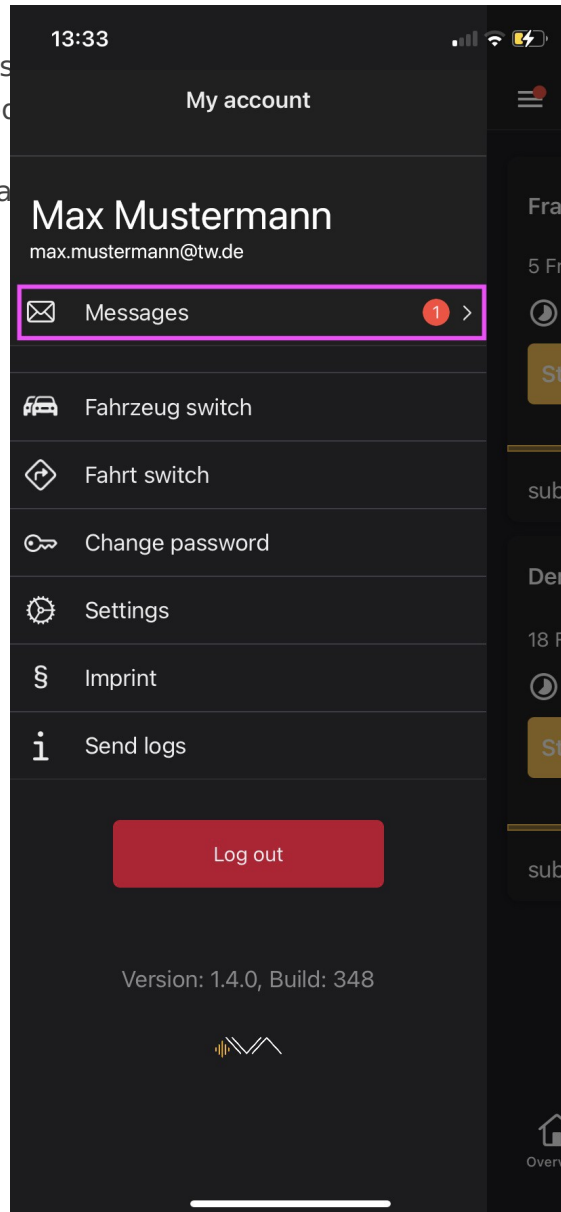 13:33
My account
Max Mustermann
max.mustermann@tw.de
Messages 1
Fahrzeug switch
Fahrt switch
Change password
Settings
§ Imprint
i Send logs
Log out
Version: 1.4.0, Build: 348
Fra
5 Fr
St
sub
Der
18 F
St
sub
Overv